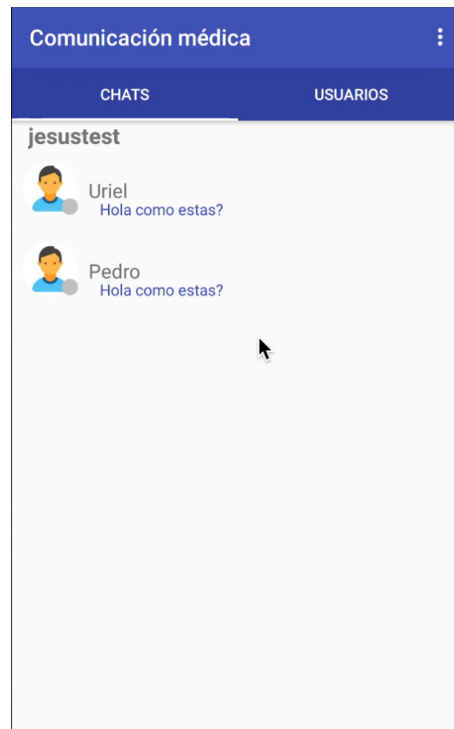 Comunicación médica
CHATS
USUARIOS
jesustest
Uriel
Hola como estas?
Pedro
Hola como estas?